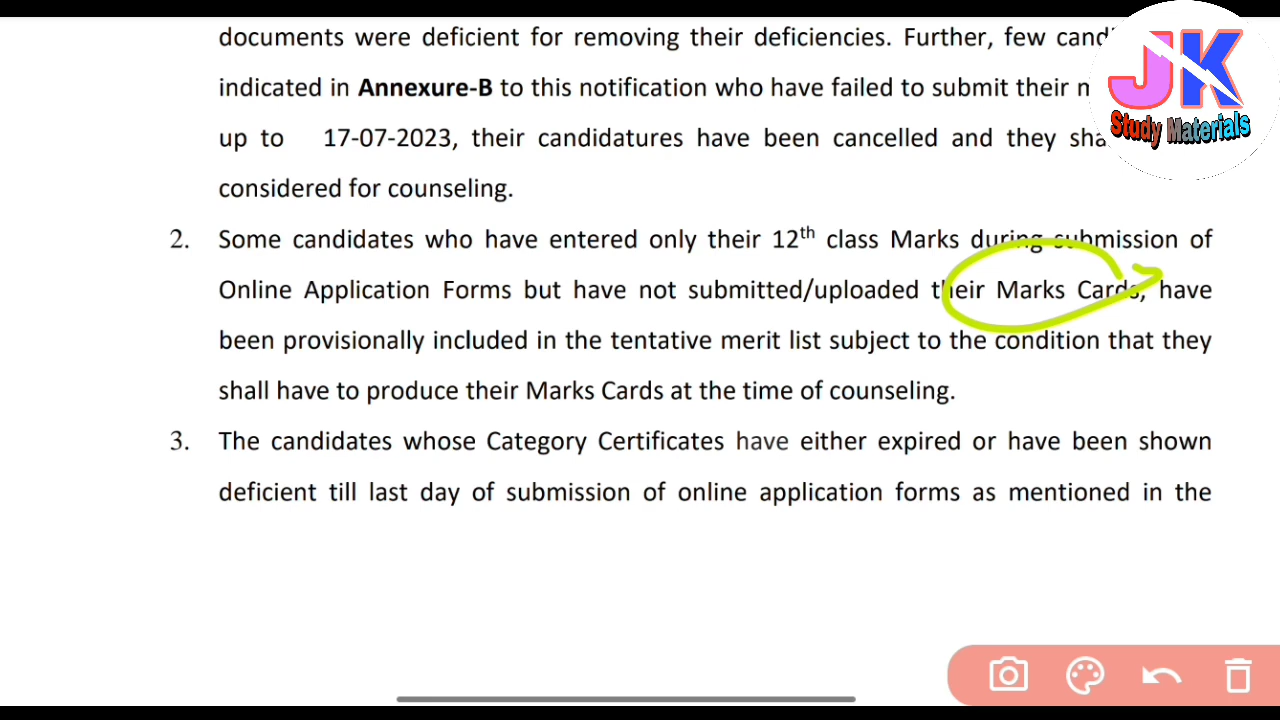 documents were deficient for removing their deficiencies. Further, few
indicated in Annexure-B to this notification who have failed to submit their
up to 17-07-2023, their candidatures have been cancelled and they
considered for counseling.
2. Some candidates who have entered only their 12th class Marks during submission of
Online Application Forms but have not submitted/uploaded their Marks Cards, have
been provisionally included in the tentative merit list subject to the condition that they
shall have to produce their Marks Cards at the time of counseling.
3. The candidates whose Category Certificates have either expired or have been shown
deficient till last day of submission of online application forms as mentioned in the
JK
Study Materials